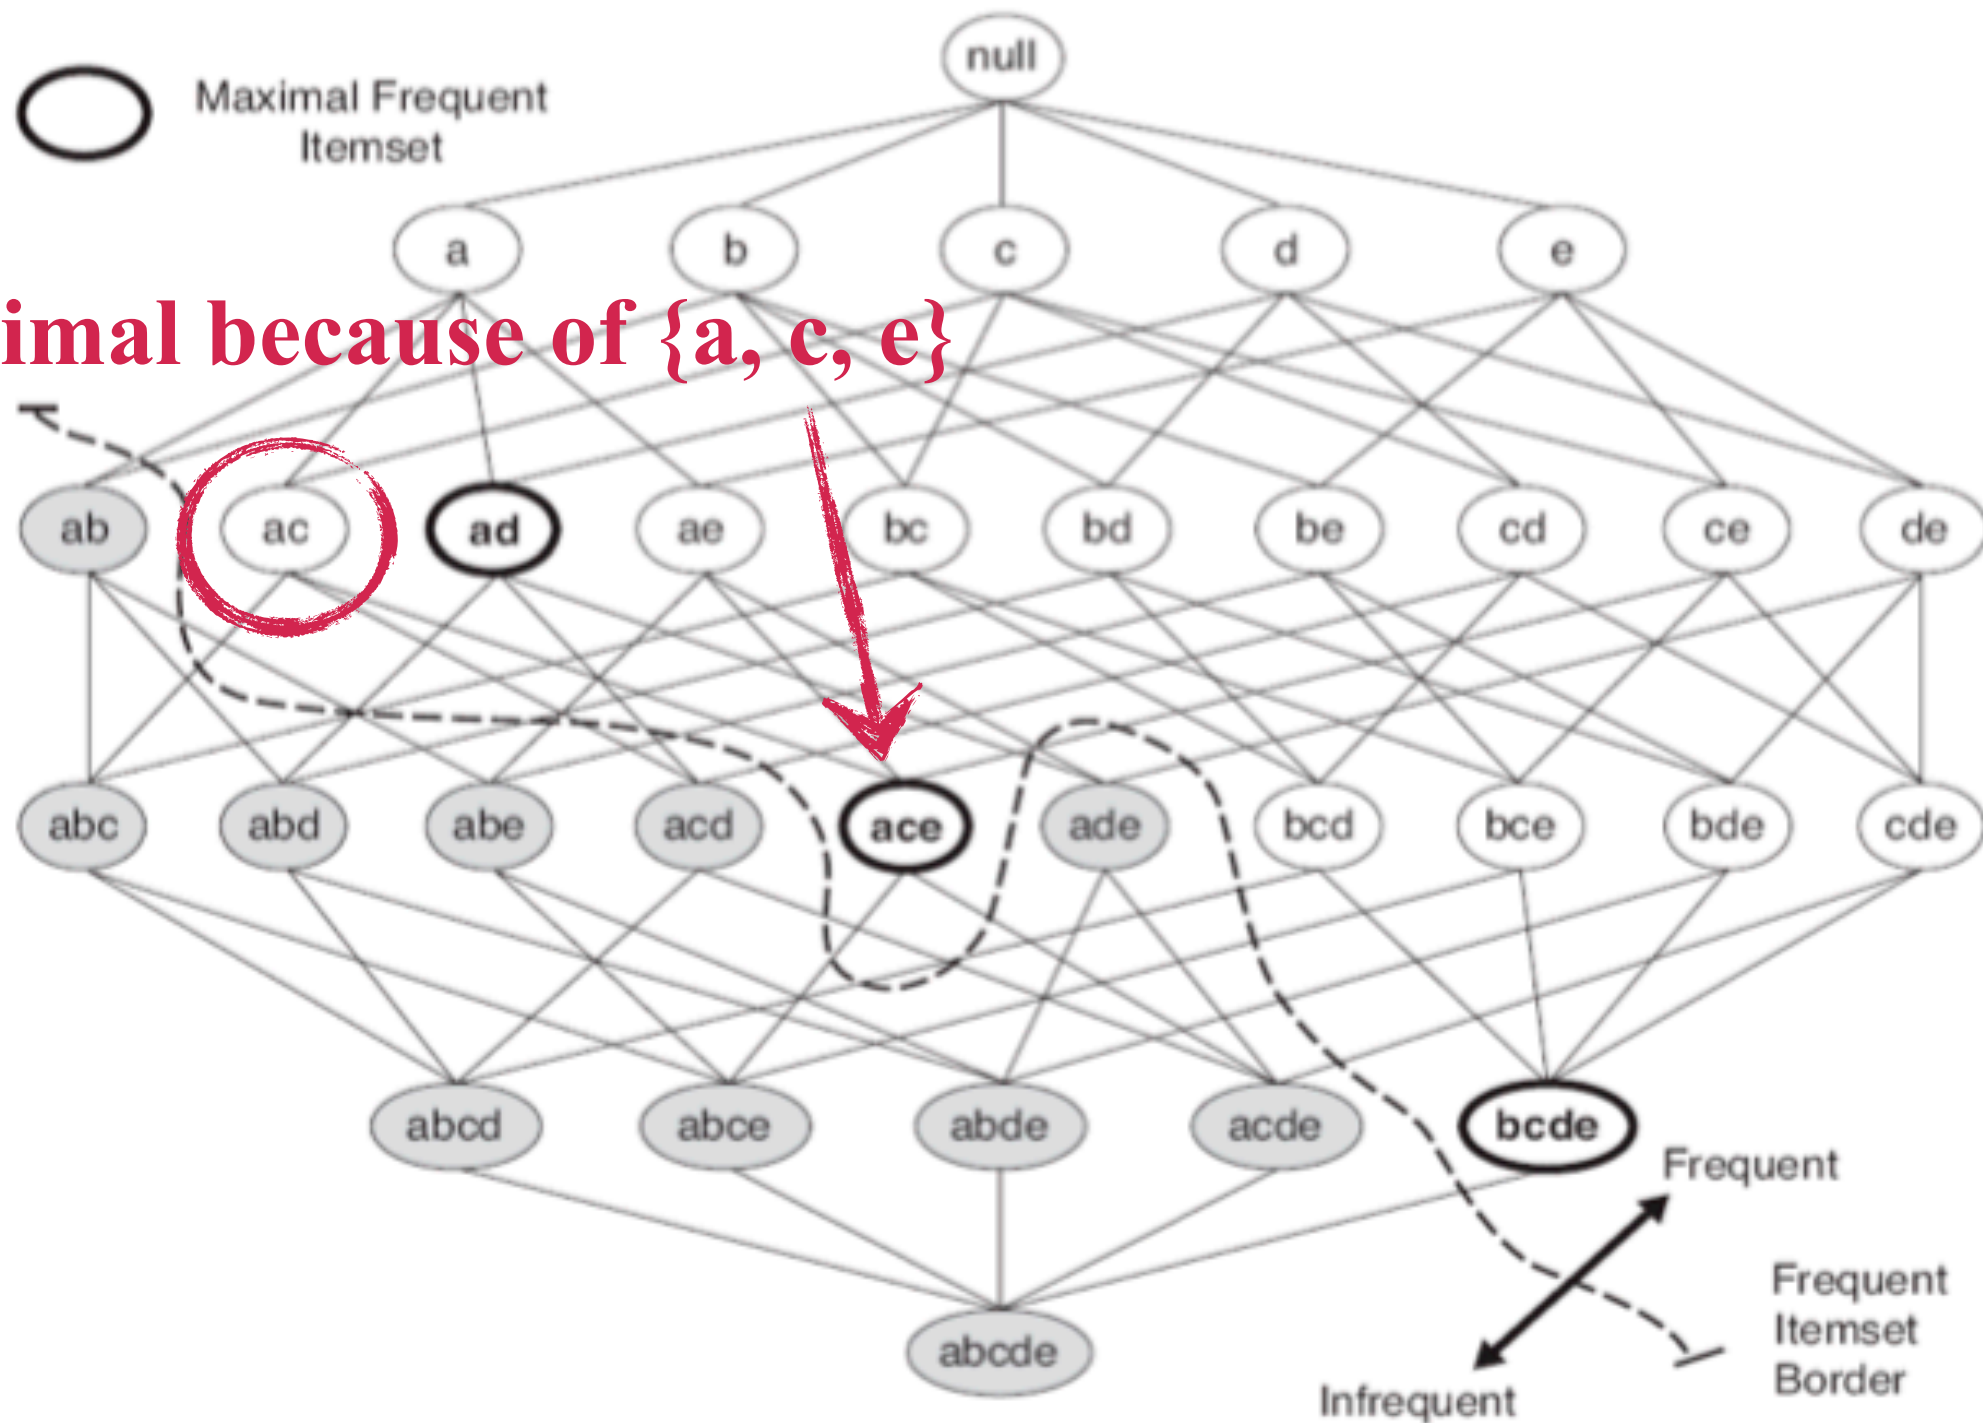 null
Maximal Frequent
Itemset
a b c d e
imal because of {a, c, e}
ab ac ad ae bc bd be cd ce de
abc abd abe acd ace ade bcd bce bde cde
abcd abce abde acde bcde
Frequent
Frequent
Itemset
Border
abcde
Infrequent